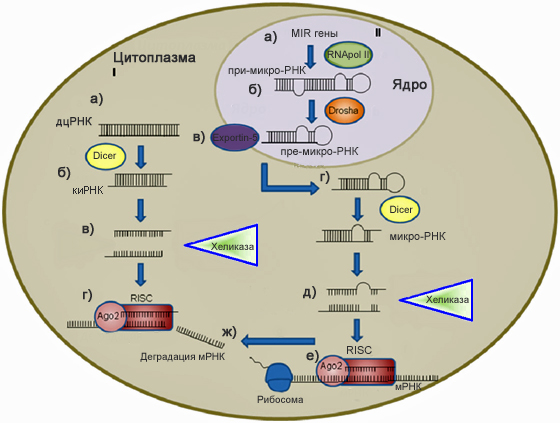 Цитоплазма
I
а)
дцРНК
Dicer
б)
киРНК
в)
Хеликаза
г)
RISC
Ago2
Деградация мРНК
II
а)
MIR гены
RNApol II
при-микро-РНК
Ядро
б)
Drosha
в)
Exportin-5
пре-микро-РНК
г)
Dicer
микро-РНК
д)
Хеликаза
е)
RISC
Ago2
мРНК
Рибосома
ж)